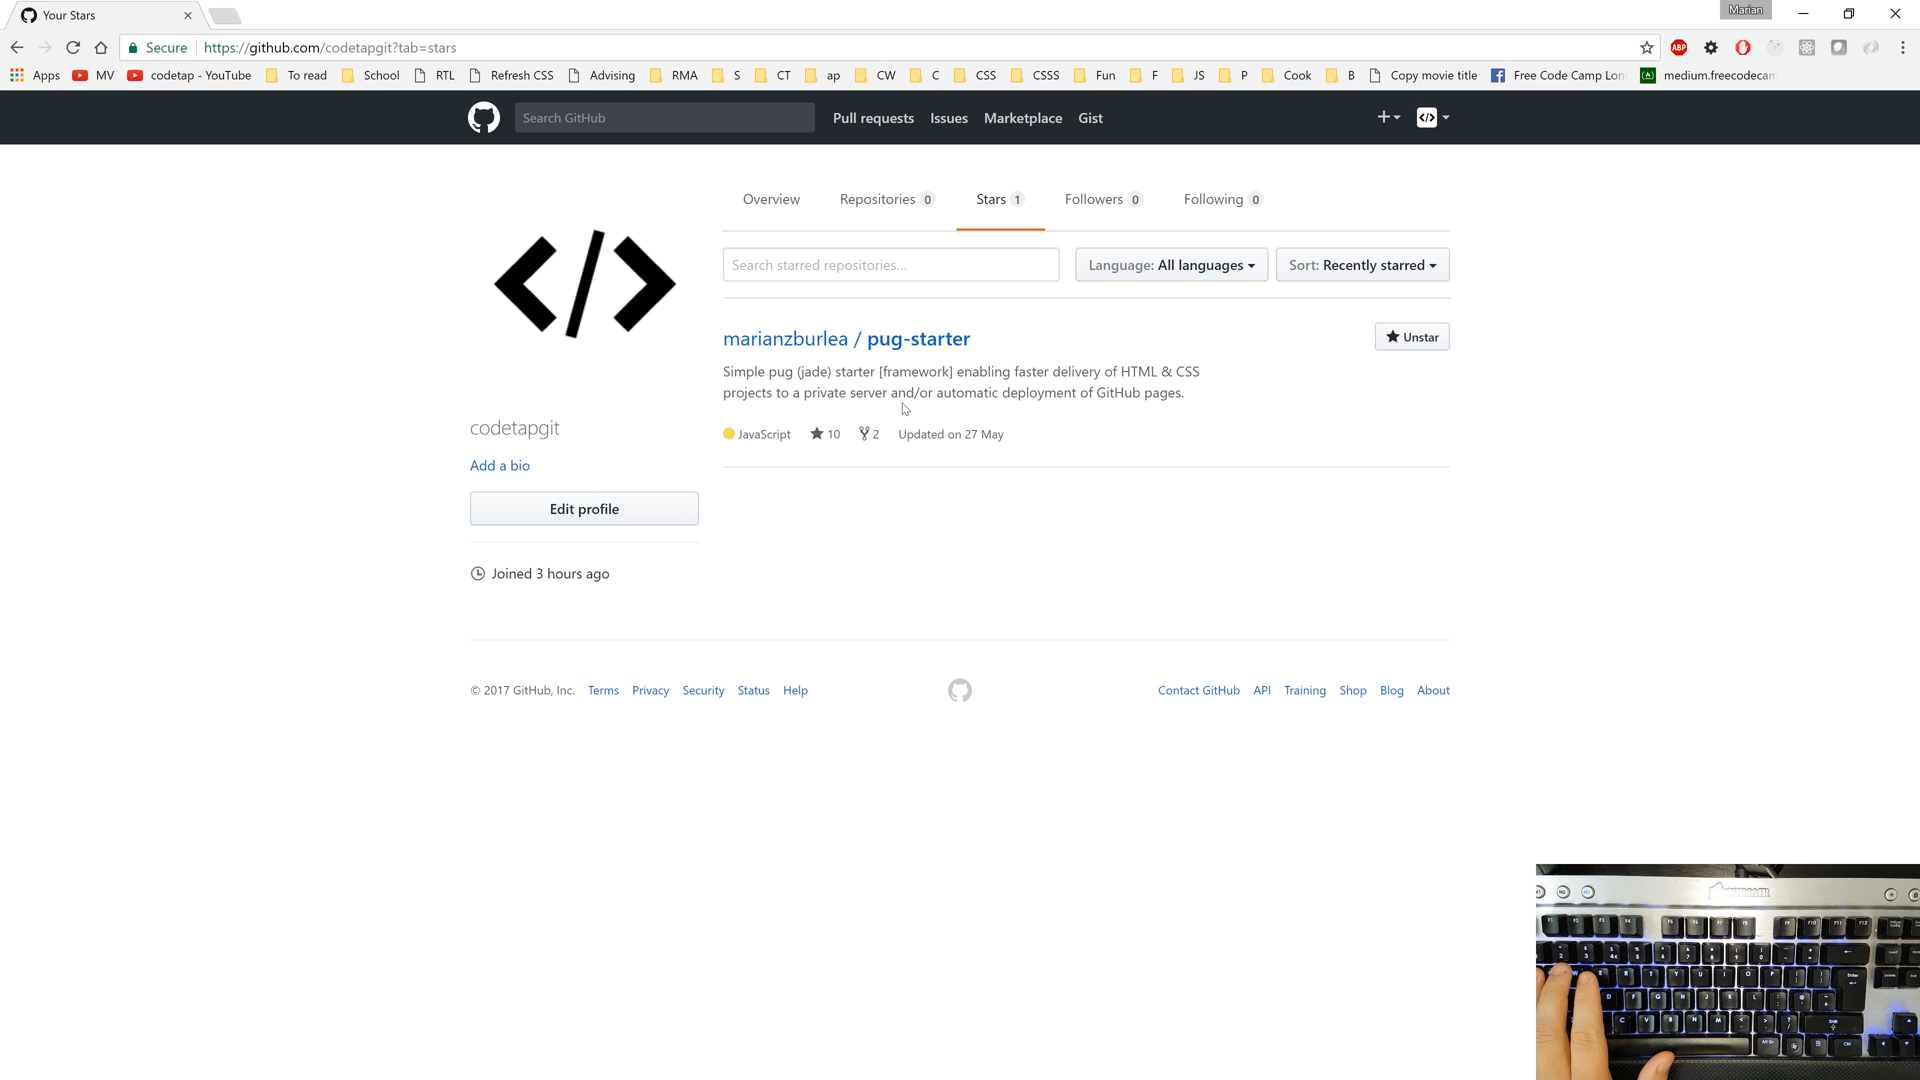 Your Stars
Marian
Secure https://github.com/codetapgit?tab=stars
ABP
Apps MV codetap - YouTube To read School RTL Refresh CSS Advising RMA S CT ap CW C CSS CSSS Fun F JS P Cook B Copy movie title Free Code Camp Lon medium.freecodecam
Search GitHub Pull requests Issues Marketplace Gist
Overview Repositories 0 Stars 1 Followers 0 Following 0
Search starred repositories... Language: All languages Sort: Recently starred
marianzburlea / pug-starter Unstar
Simple pug (jade) starter [framework] enabling faster delivery of HTML & CSS
projects to a private server and/or automatic deployment of GitHub pages.
JavaScript 10 2 Updated on 27 May
codetapgit
Add a bio
Edit profile
Joined 3 hours ago
© 2017 GitHub, Inc. Terms Privacy Security Status Help Contact GitHub API Training Shop Blog About